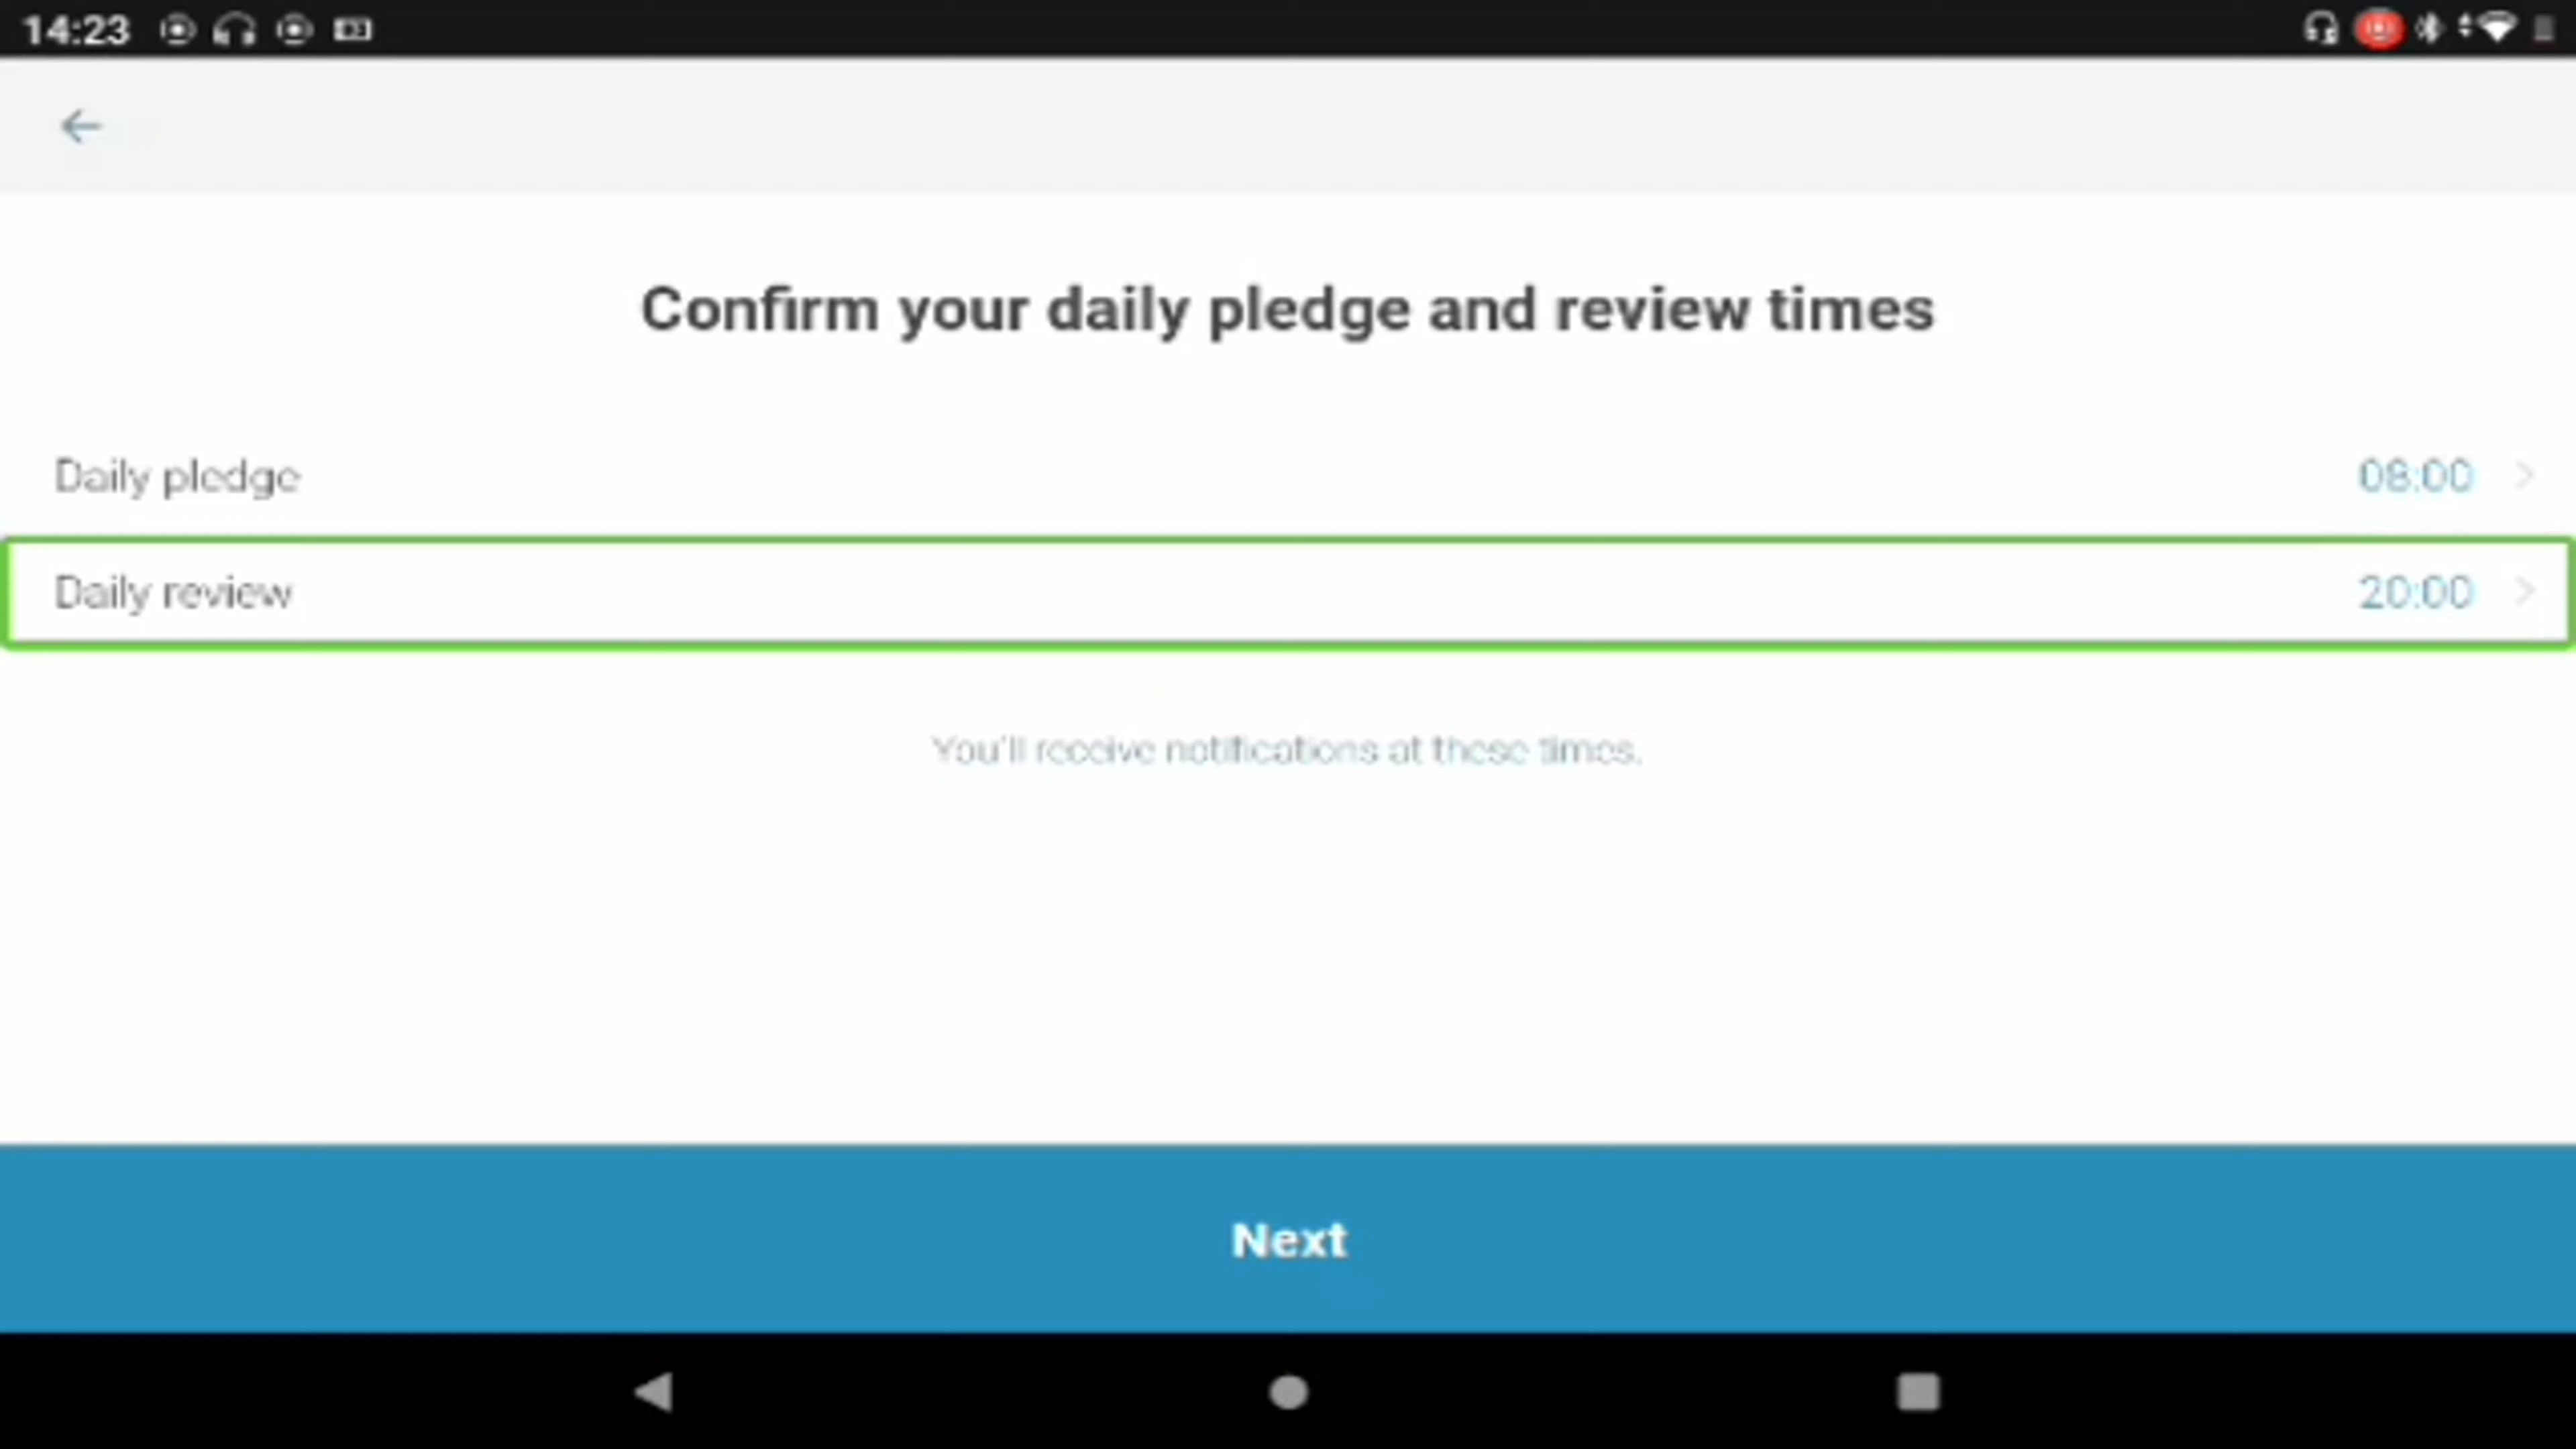 14:23
Confirm your daily pledge and review times
Daily pledge 08:00
Daily review 20:00
You'll receive notifications at these times.
Next